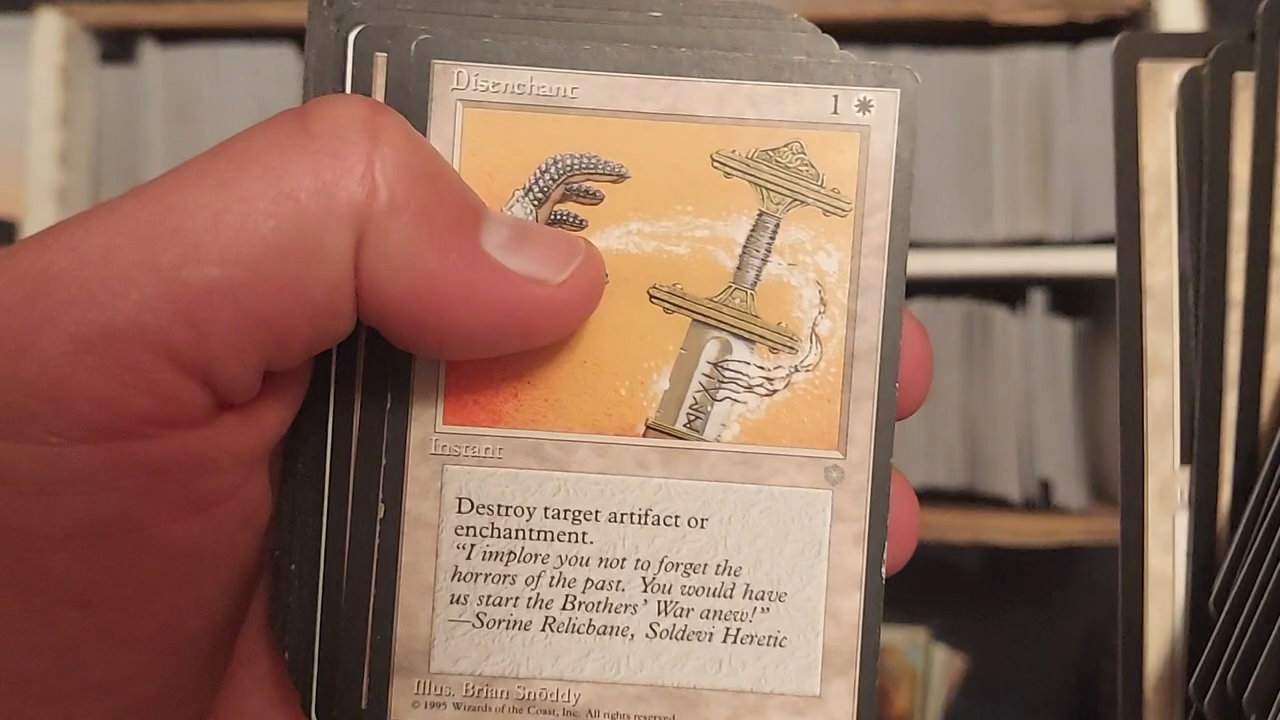 Disenchant
1
Instant
Destroy target artifact or
enchantment.
"I implore you not to forget the
horrors of the past. You would have
us start the Brothers' War anew!"
—Sorine Relicbane, Soldevi Heretic
Illus. Brian Snōddy
© 1995 Wizards of the Coast, Inc. All rights reserved